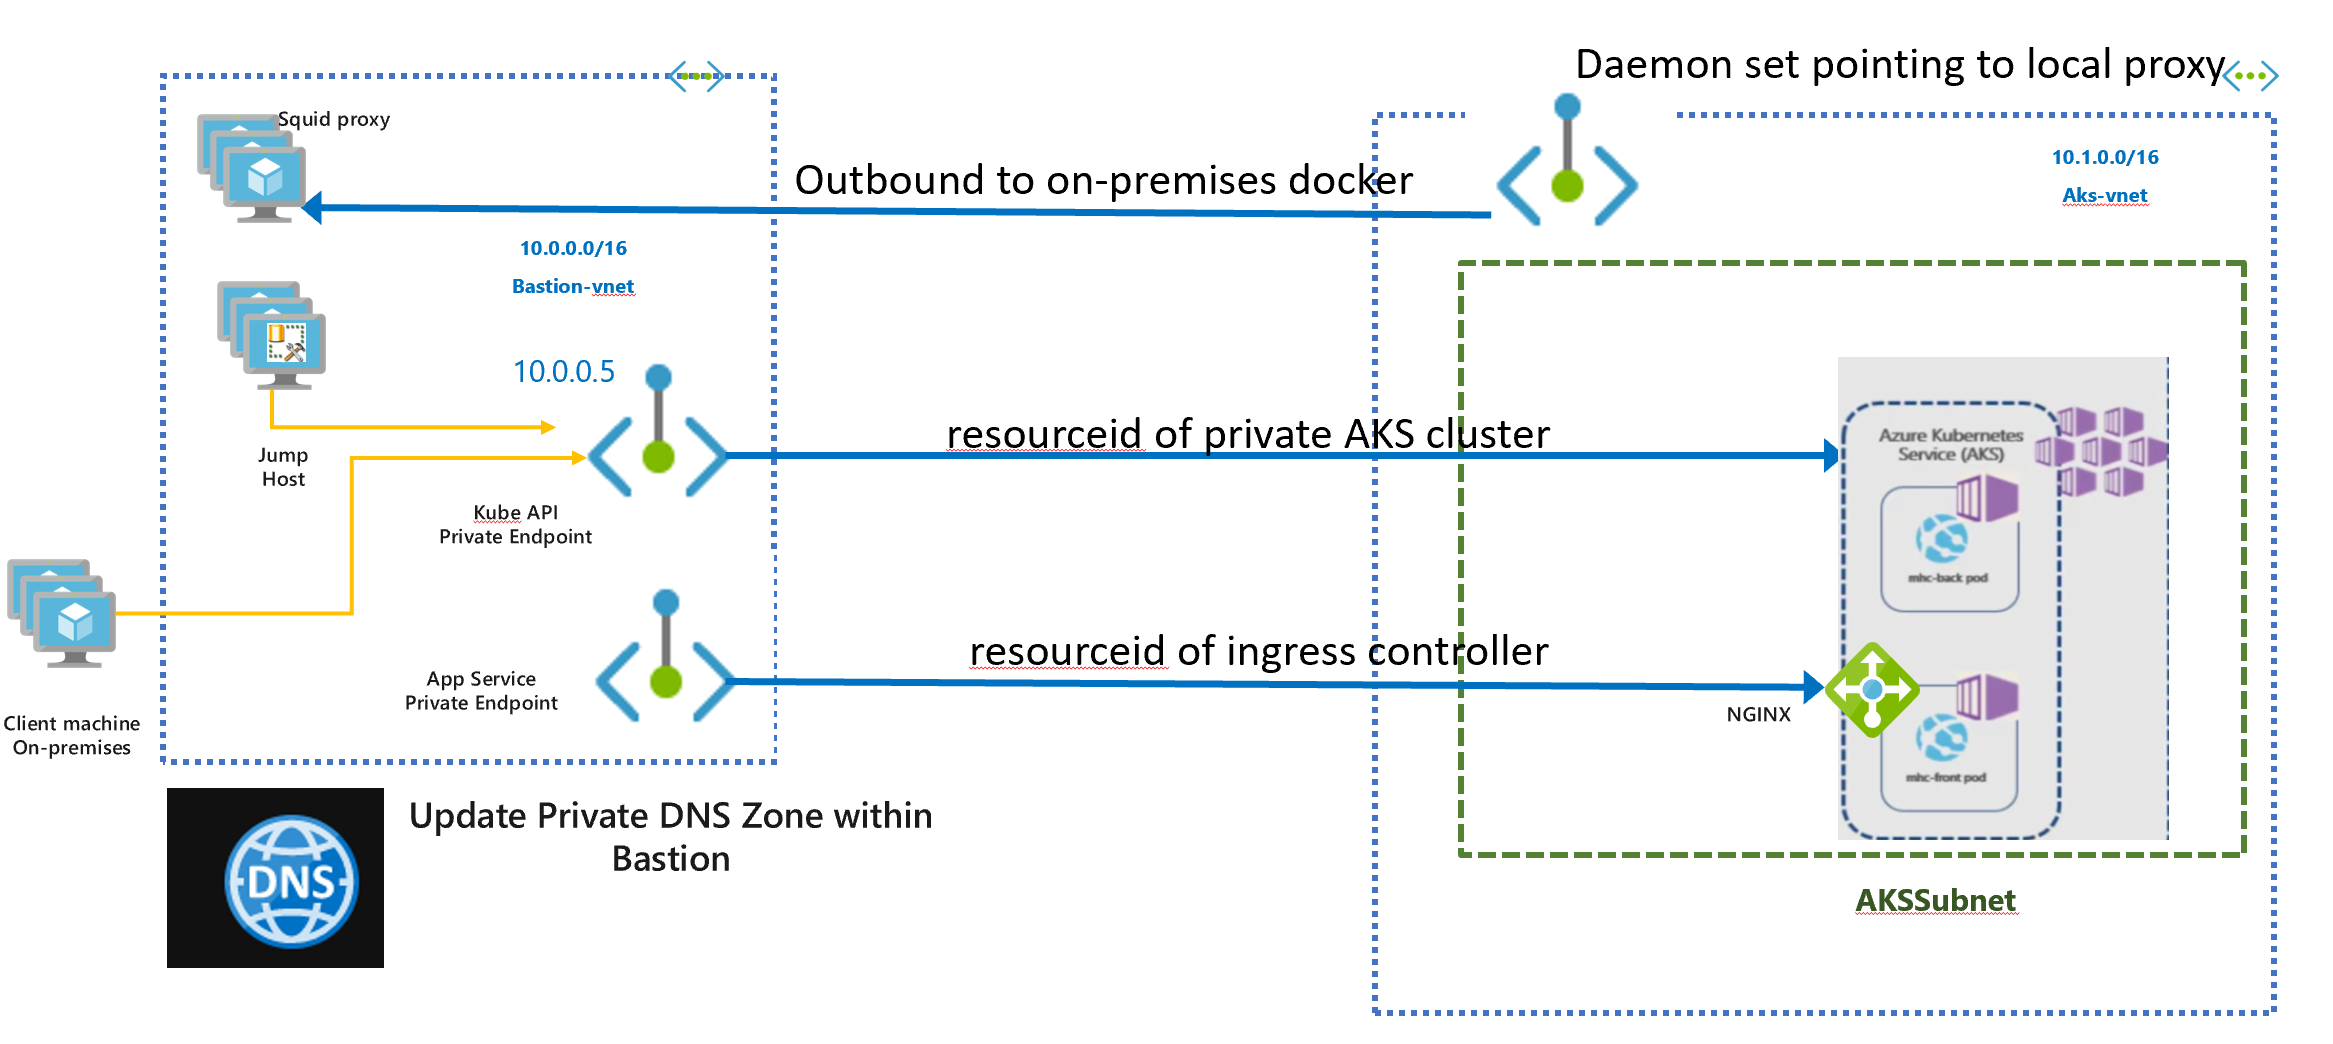 Daemon set pointing to local proxy
Squid proxy
10.1.0.0/16
Aks-vnet
Outbound to on-premises docker
10.0.0.0/16
Bastion-vnet
10.0.0.5
resourceid of private AKS cluster
Azure Kubernetes
Service (AKS)
Jump
Host
Kube API
Private Endpoint
mhc-back pod
resourceid of ingress controller
App Service
Private Endpoint
NGINX
Client machine
On-premises
mhc-front pod
Update Private DNS Zone within
Bastion
DNS
AKSSubnet